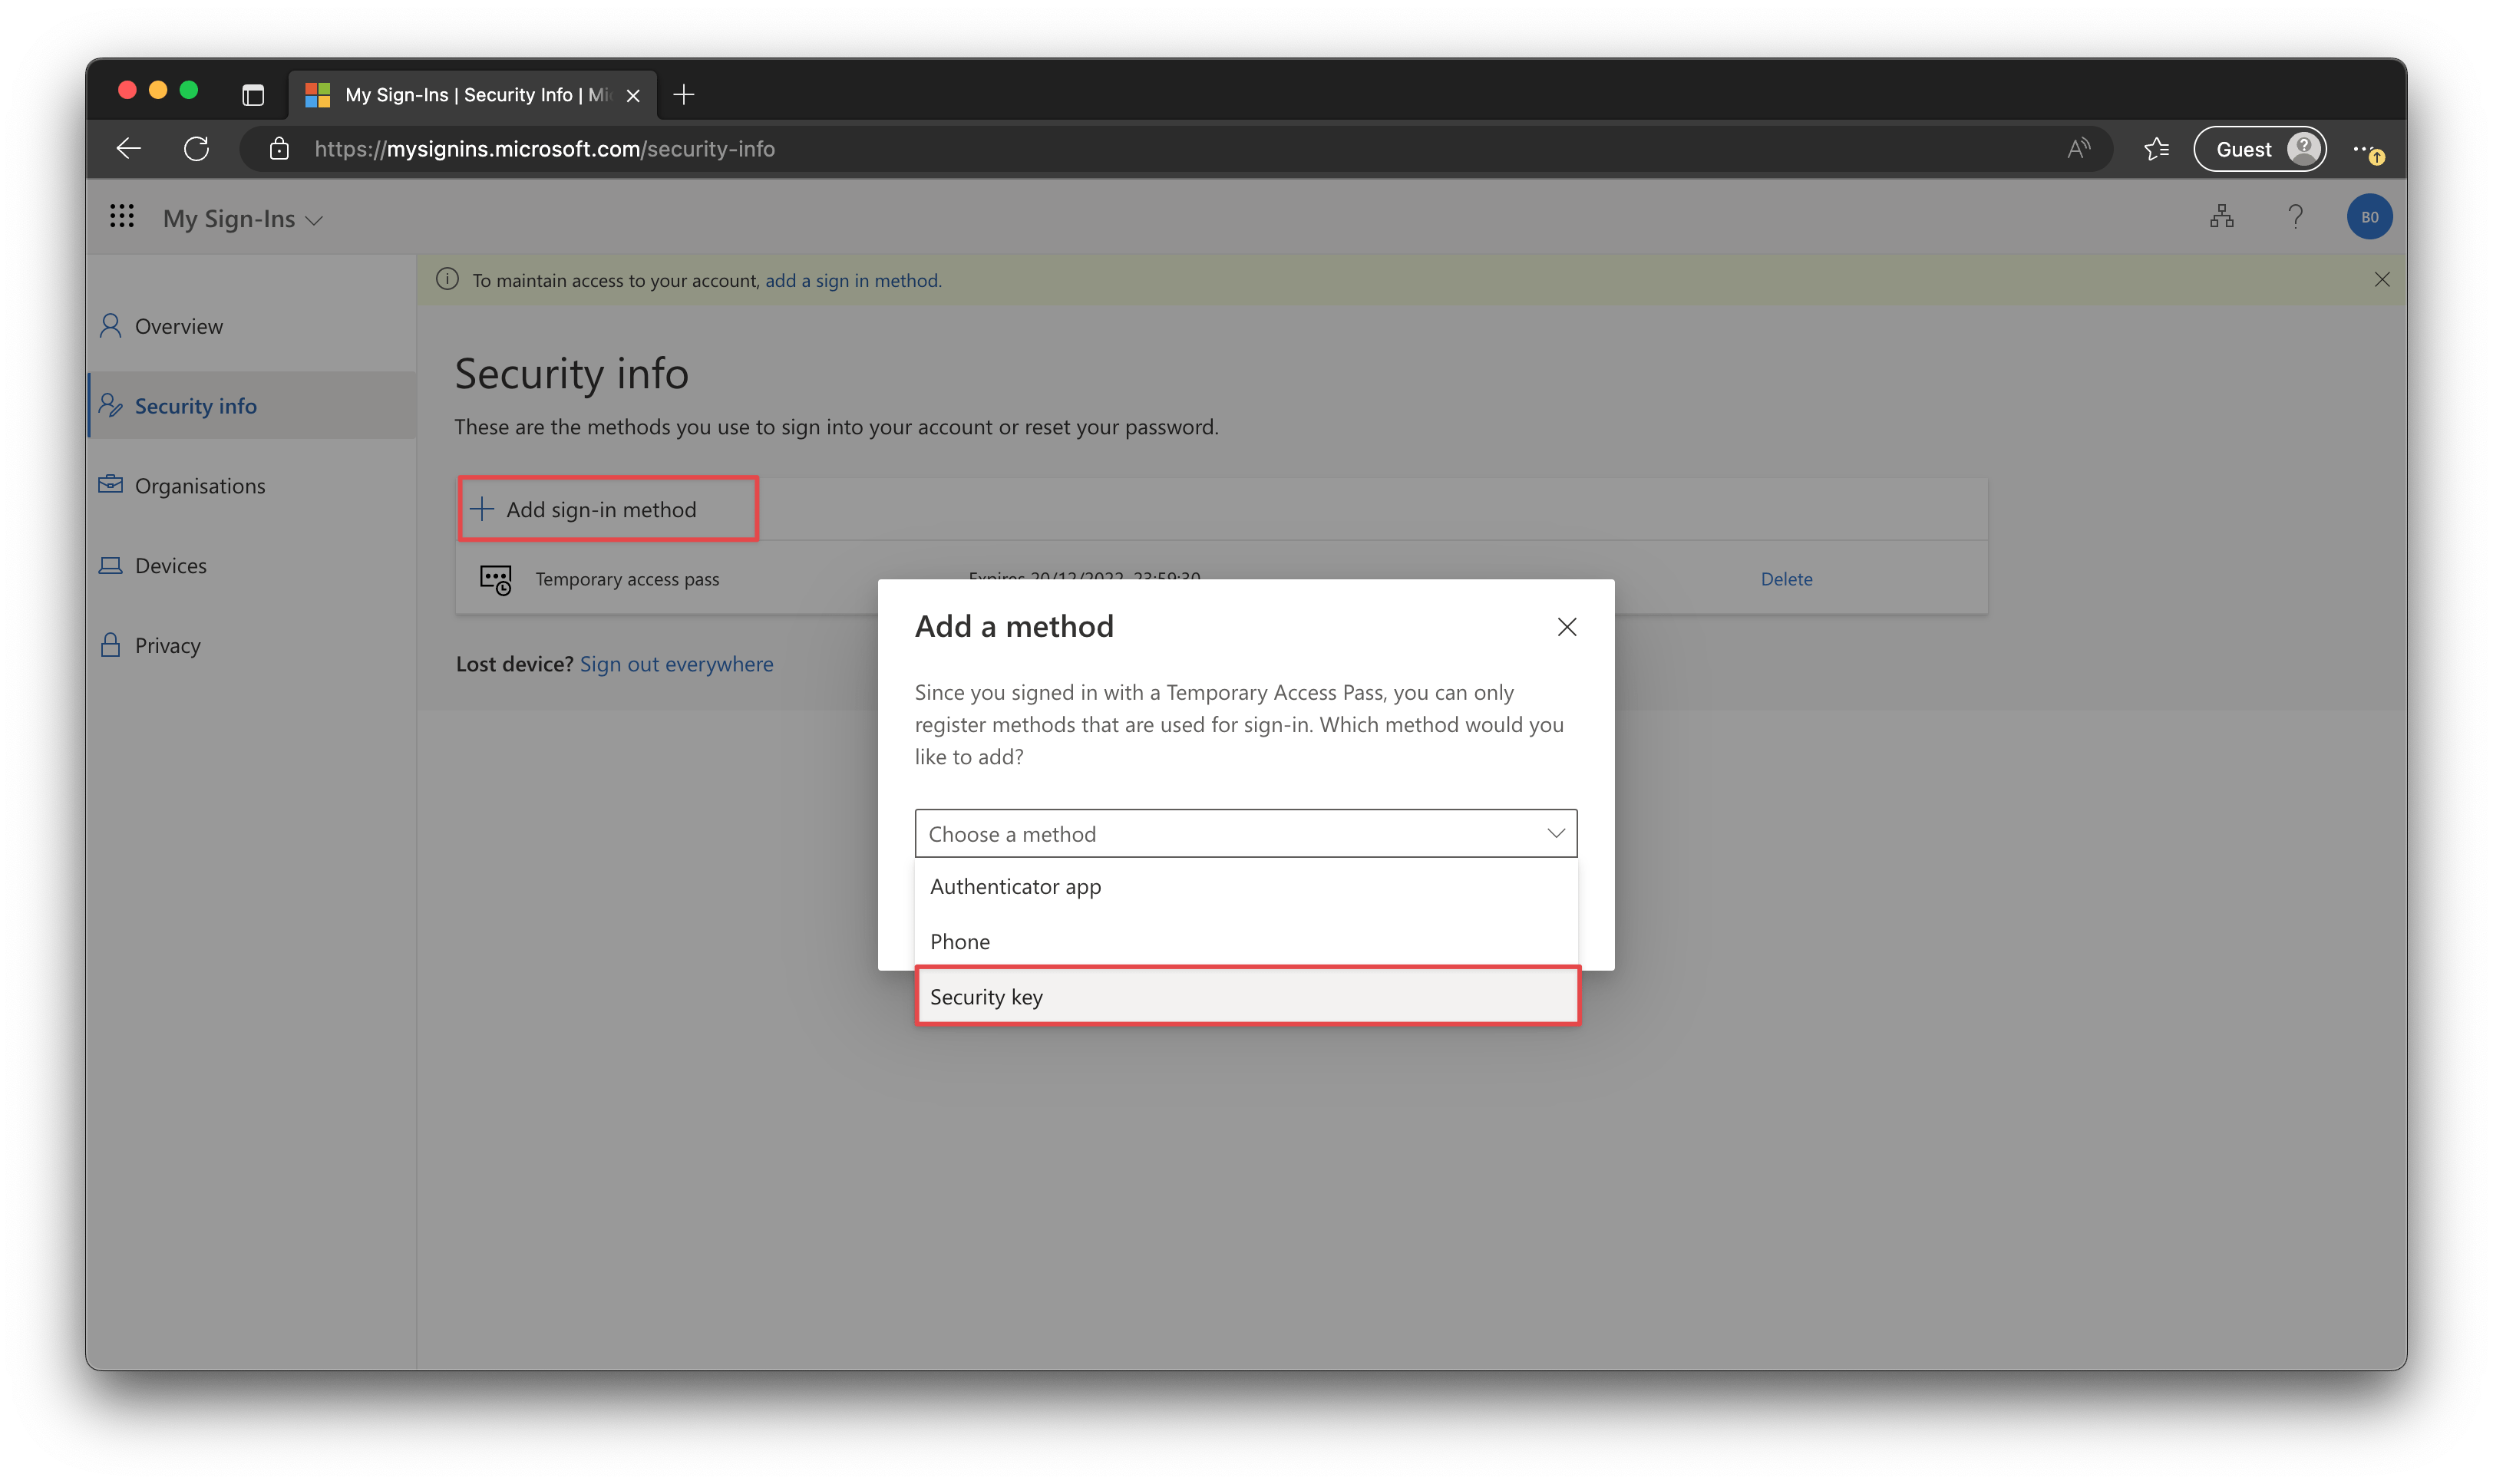 My Sign-Ins | Security Info | Mi
https://mysignins.microsoft.com/security-info
Guest
My Sign-Ins
B0
To maintain access to your account, add a sign in method.
Overview
Security info
Organisations
Devices
Privacy
Security info
These are the methods you use to sign into your account or reset your password.
Add sign-in method
Temporary access pass
Expires 20/12/2022, 23:59:30
Delete
Lost device? Sign out everywhere
Add a method
Since you signed in with a Temporary Access Pass, you can only
register methods that are used for sign-in. Which method would you
like to add?
Choose a method
Authenticator app
Phone
Security key